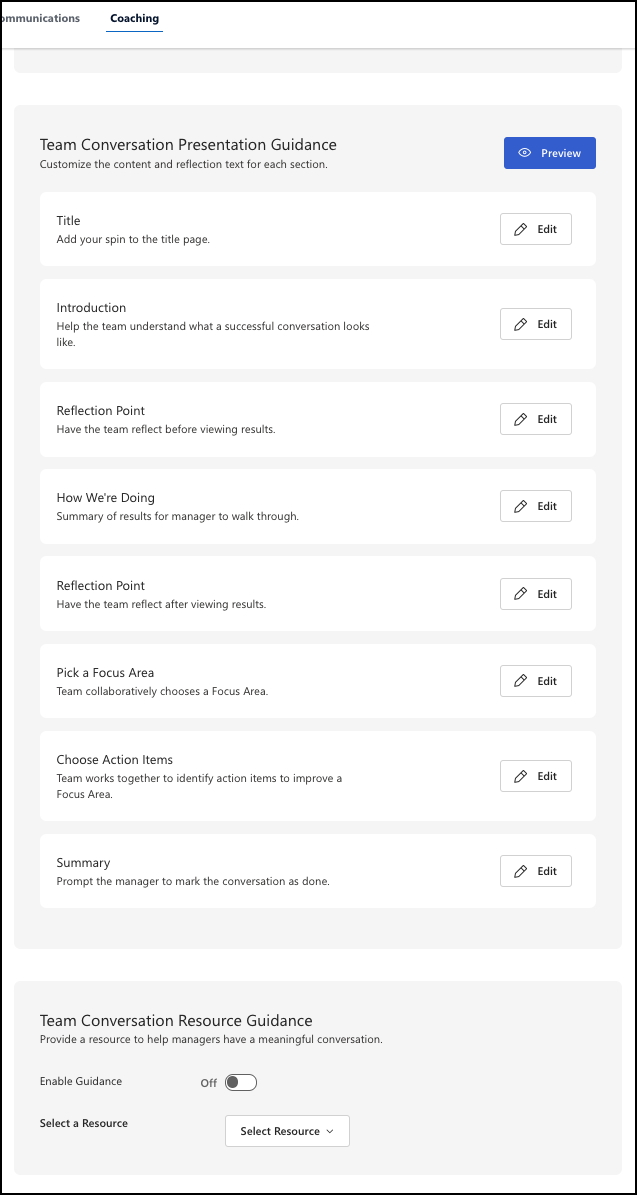 ommunications Coaching
Team Conversation Presentation Guidance
Customize the content and reflection text for each section.
Preview
Title
Add your spin to the title page.
Edit
Introduction
Help the team understand what a successful conversation looks
like.
Edit
Reflection Point
Have the team reflect before viewing results.
Edit
How We're Doing
Summary of results for manager to walk through.
Edit
Reflection Point
Have the team reflect after viewing results.
Edit
Pick a Focus Area
Team collaboratively chooses a Focus Area.
Edit
Choose Action Items
Team works together to identify action items to improve a
Focus Area.
Edit
Summary
Prompt the manager to mark the conversation as done.
Edit
Team Conversation Resource Guidance
Provide a resource to help managers have a meaningful conversation.
Enable Guidance Off
Select a Resource
Select Resource